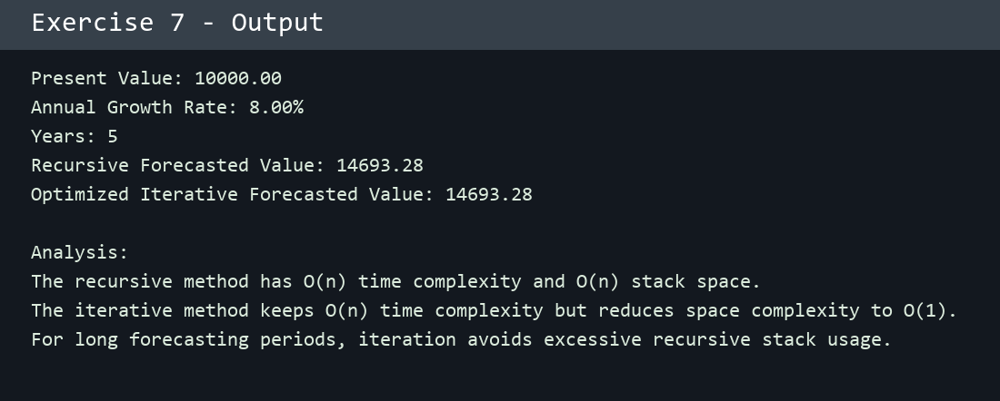 Exercise 7 - Output
Present Value: 10000.00
Annual Growth Rate: 8.00%
Years: 5
Recursive Forecasted Value: 14693.28
Optimized Iterative Forecasted Value: 14693.28
Analysis:
The recursive method has O(n) time complexity and O(n) stack space.
The iterative method keeps O(n) time complexity but reduces space complexity to O(1).
For long forecasting periods, iteration avoids excessive recursive stack usage.